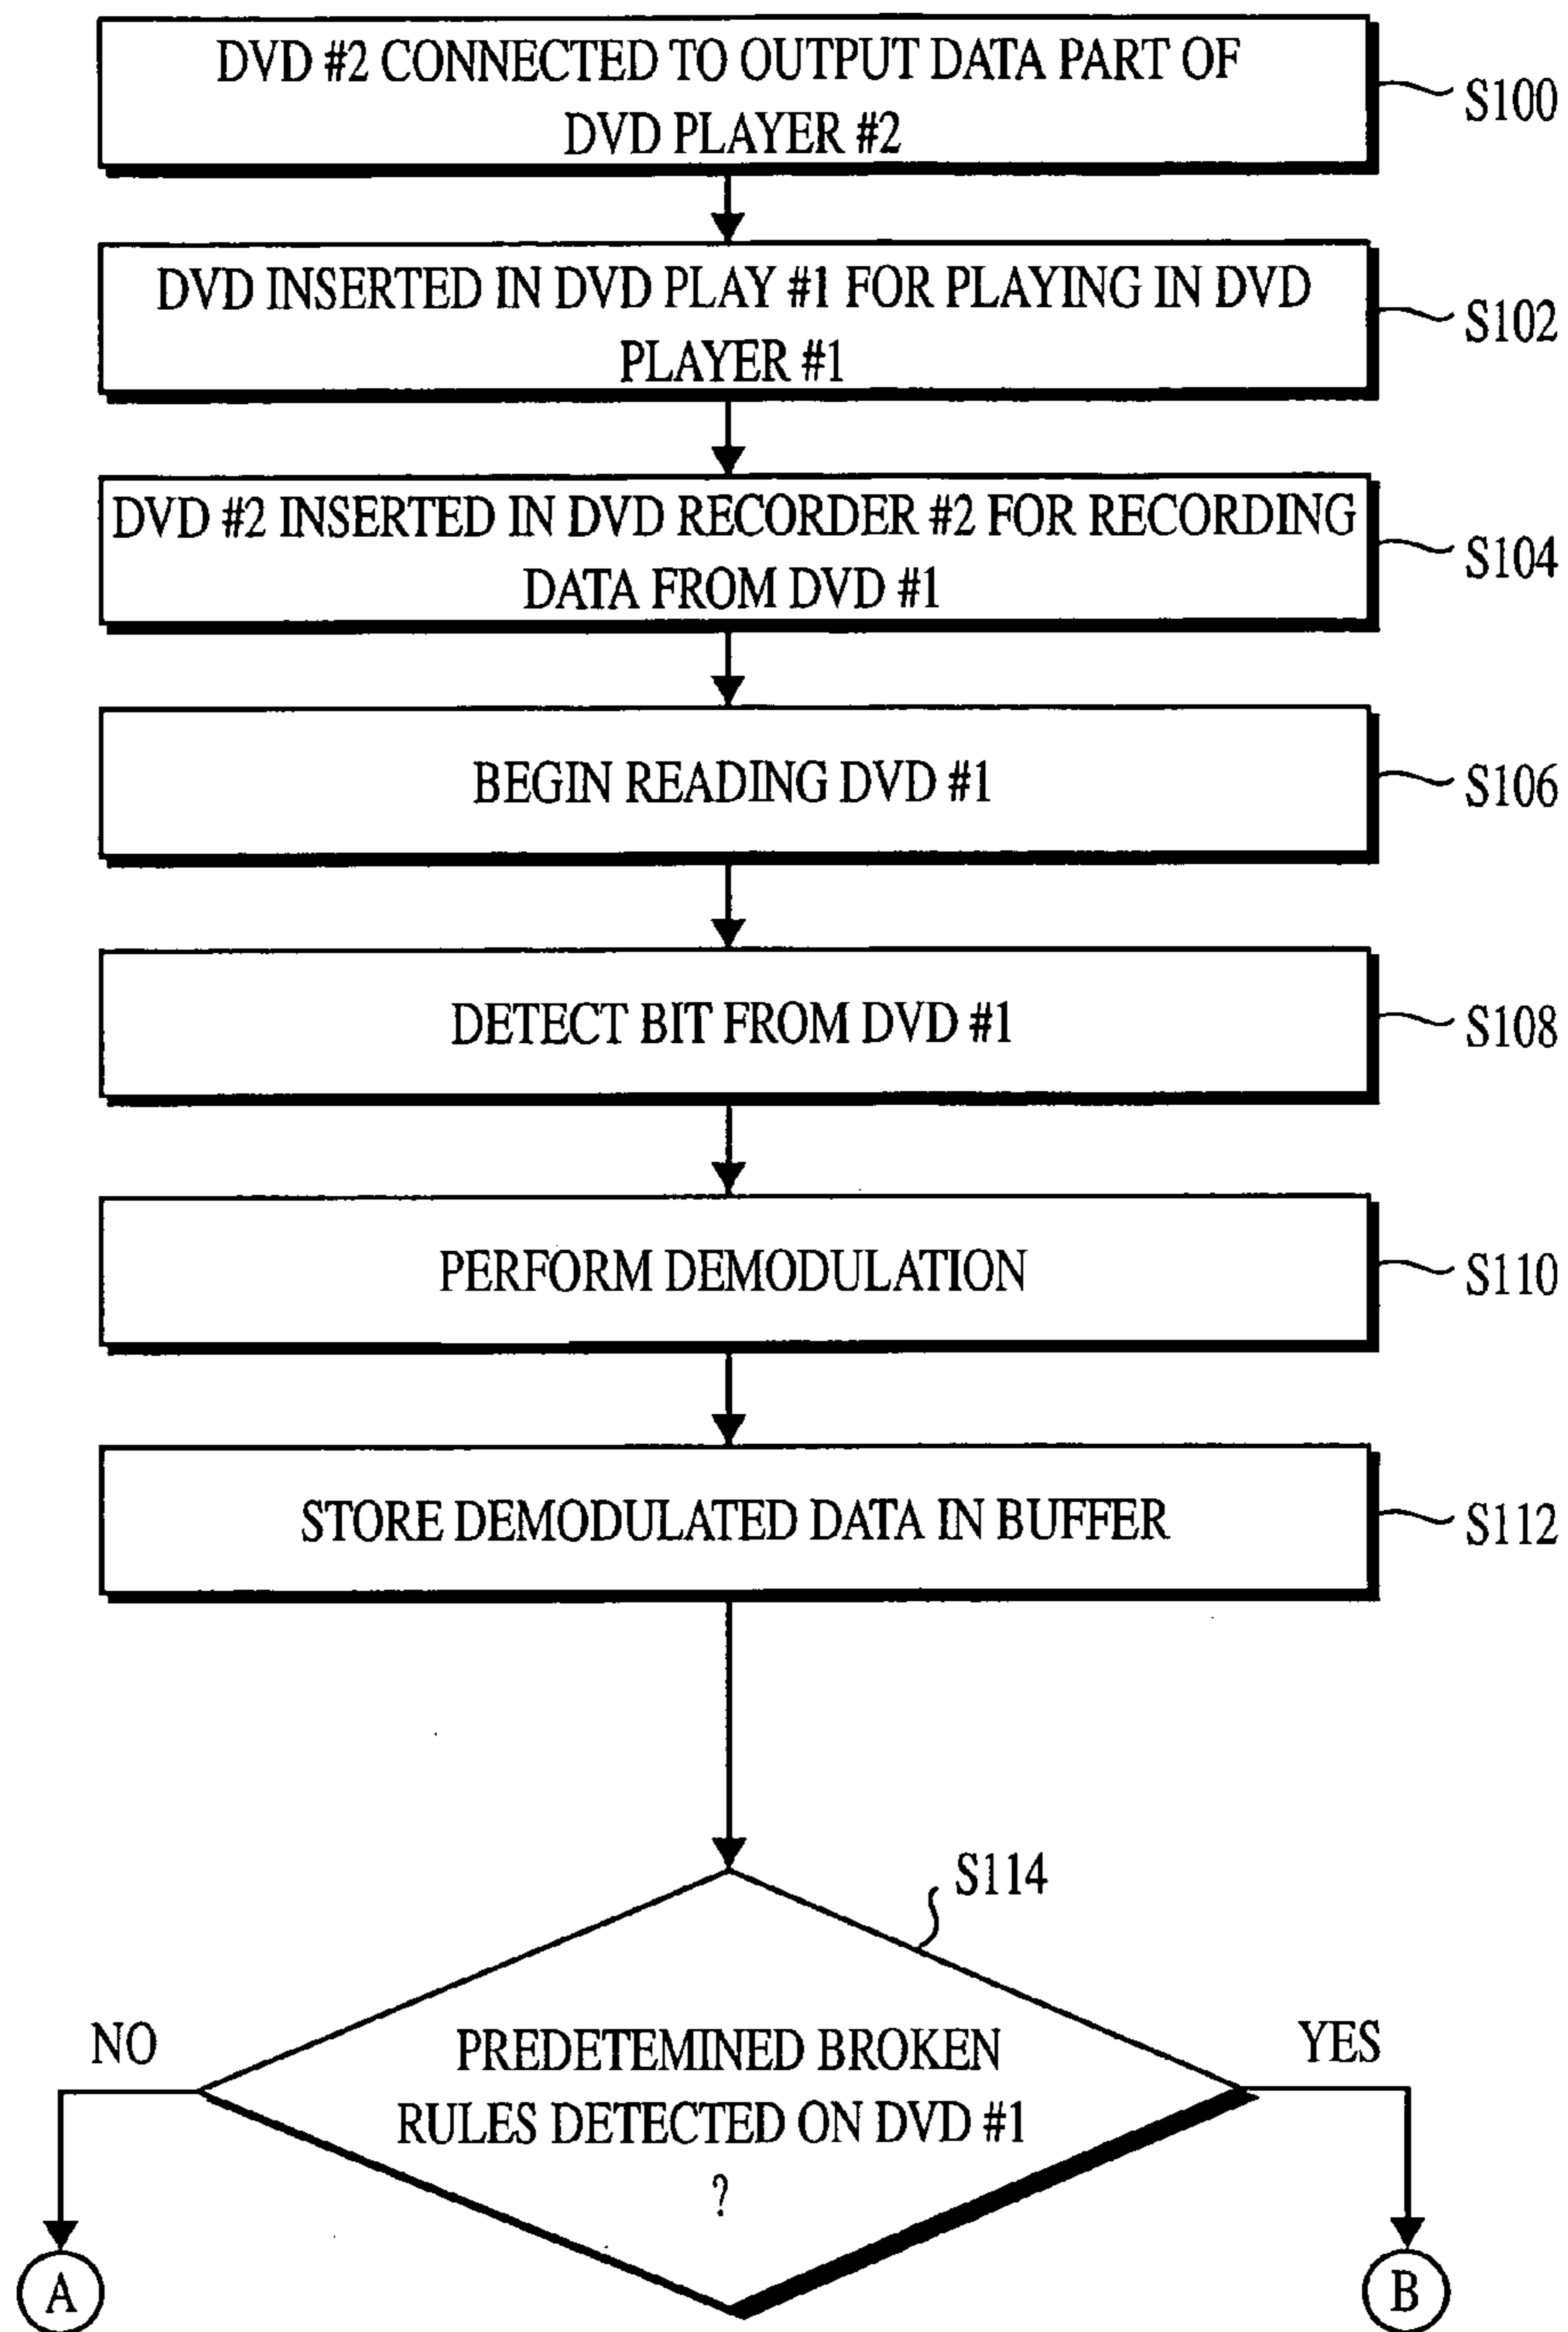 DVD #2 CONNECTED TO OUTPUT DATA PART OF
DVD PLAYER #2
S100
DVD INSERTED IN DVD PLAY #1 FOR PLAYING IN DVD
PLAYER #1
S102
DVD #2 INSERTED IN DVD RECORDER #2 FOR RECORDING
DATA FROM DVD #1
S104
BEGIN READING DVD #1
S106
DETECT BIT FROM DVD #1
S108
PERFORM DEMODULATION
S110
STORE DEMODULATED DATA IN BUFFER
S112
S114
NO
PREDETEMINED BROKEN
RULES DETECTED ON DVD #1
?
YES
A
B